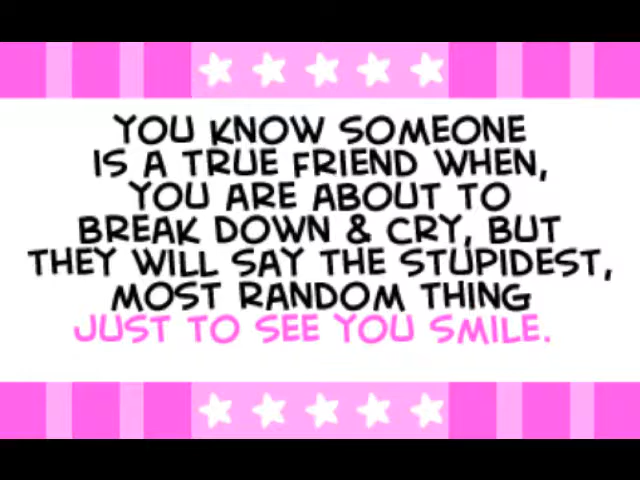 YOU KNOW SOMEONE
IS A TRUE FRIEND WHEN,
YOU ARE ABOUT TO
BREAK DOWN & CRY, BUT
THEY WILL SAY THE STUPIDEST,
MOST RANDOM THING
JUST TO SEE YOU SMILE.